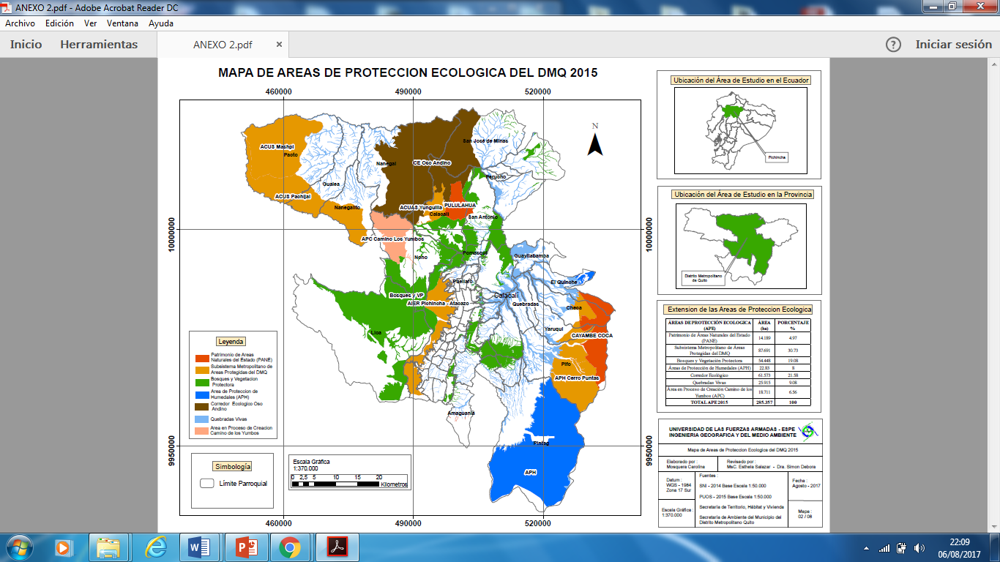 ANEXO 2.pdf - Adobe Acrobat Reader DC
Archivo Edición Ver Ventana Ayuda
Inicio Herramientas ANEXO 2.pdf × ? Iniciar sesión
MAPA DE AREAS DE PROTECCION ECOLOGICA DEL DMQ 2015
460000 490000 520000
N
San José de Minas
ACUS Mashpi
Pacto
Nanegal
CE Oso Andino
Perucho
Gualea
ACUS Pachijal
Nanegalito
ACUAS Yunguilla
PULULAHUA
Calacali
San Antonio
10000000
10000000
APC Camino Los Yumbos
Nono
Pomasqui
Guayllabamba
Puellaro
El Quinche
Bosques y VP
Calacalí
AIER Pichincha - Atacazo
Quebradas
Checa
Lloa
Yaruqui
CAYAMBE COCA
Pifo
APH Cerro Puntas
Amaguania
Pintag
APH
9950000
9950000
460000 490000 520000
Leyenda
Patrimonio de Areas
Naturales del Estado (PANE)
Subsistema Metropolitano de
Areas Protegidas del DMQ
Bosques y Vegetacion
Protectora
Area de Proteccion de
Humedales (APH)
Corredor Ecologico Oso
Andino
Quebradas Vivas
Area en Proceso de Creacion
Camino de los Yumbos
Simbología
Límite Parroquial
Escala Gráfica
1:370.000
0 2,5 5 10 15 20
Kilometros
Ubicación del Área de Estudio en el Ecuador
Pichincha
Ubicación del Área de Estudio en la Provincia
Distrito Metropolitano
de Quito
Extension de las Areas de Proteccion Ecologica
ÁREAS DE PROTECCIÓN ECOLOGICA (APE) ÁREA (ha) PORCENTAJE %
Patrimonio de Areas Naturales del Estado (PANE) 14.189 4.97
Subsistema Metropolitano de Áreas Protegidas del DMQ 87.691 30.73
Bosques y Vegetación Protectora 54.448 19.08
Áreas de Protección de Humedales (APH) 22.83 8
Corredor Ecológico 61.573 21.58
Quebradas Vivas 25.915 9.08
Área en Proceso de Creación Camino de los Yumbos (APC) 18.711 6.56
TOTAL APE 2015 285.357 100
UNIVERSIDAD DE LAS FUERZAS ARMADAS - ESPE
INGENIERIA GEOGRAFICA Y DEL MEDIO AMBIENTE
Mapa de Areas de Proteccion Ecologica del DMQ 2015
Elaborado por :
Mosquera Carolina
Revisado por :
MsC. Esthela Salazar - Dra. Simon Debora
Datum :
WGS - 1984
Zona 17 Sur
Fuentes :
SNI - 2014 Base Escala 1:50.000
PUOS - 2015 Base Escala 1:50.000
Secretaría de Territorio, Hábitat y Vivienda
Secretaria de Ambiente del Municipio del
Distrito Metropolitano Quito
Fecha :
Agosto - 2017
Escala Gráfica :
1:370.000
Mapa :
02 / 08
22:09
06/08/2017